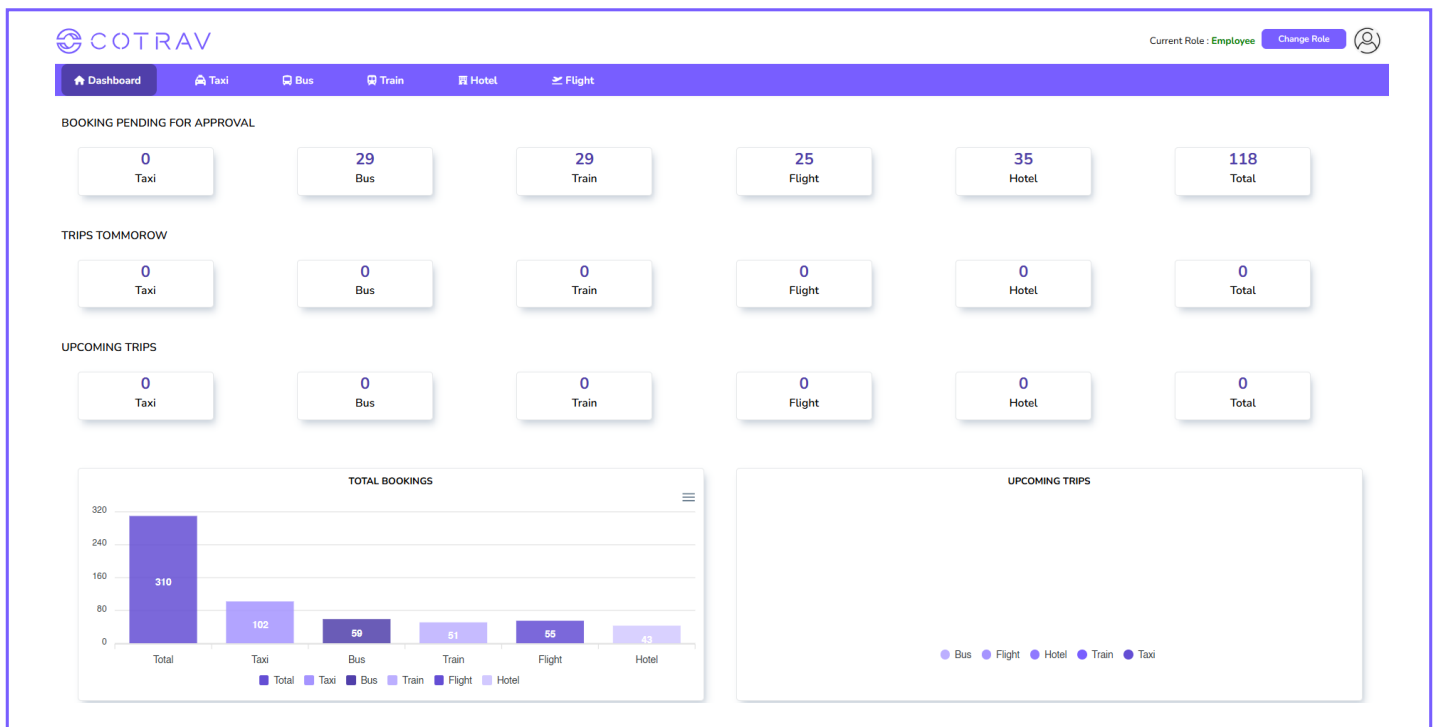 COTRAV
Current Role : Employee Change Role
Dashboard Taxi Bus Train Hotel Flight
BOOKING PENDING FOR APPROVAL
0 29 29 25 35 118
Taxi Bus Train Flight Hotel Total
TRIPS TOMMOROW
0 0 0 0 0 0
Taxi Bus Train Flight Hotel Total
UPCOMING TRIPS
0 0 0 0 0 0
Taxi Bus Train Flight Hotel Total
TOTAL BOOKINGS
320
240
160
80
0
310 102 59 51 55 43
Total Taxi Bus Train Flight Hotel
Total Taxi Bus Train Flight Hotel
UPCOMING TRIPS
Bus Flight Hotel Train Taxi